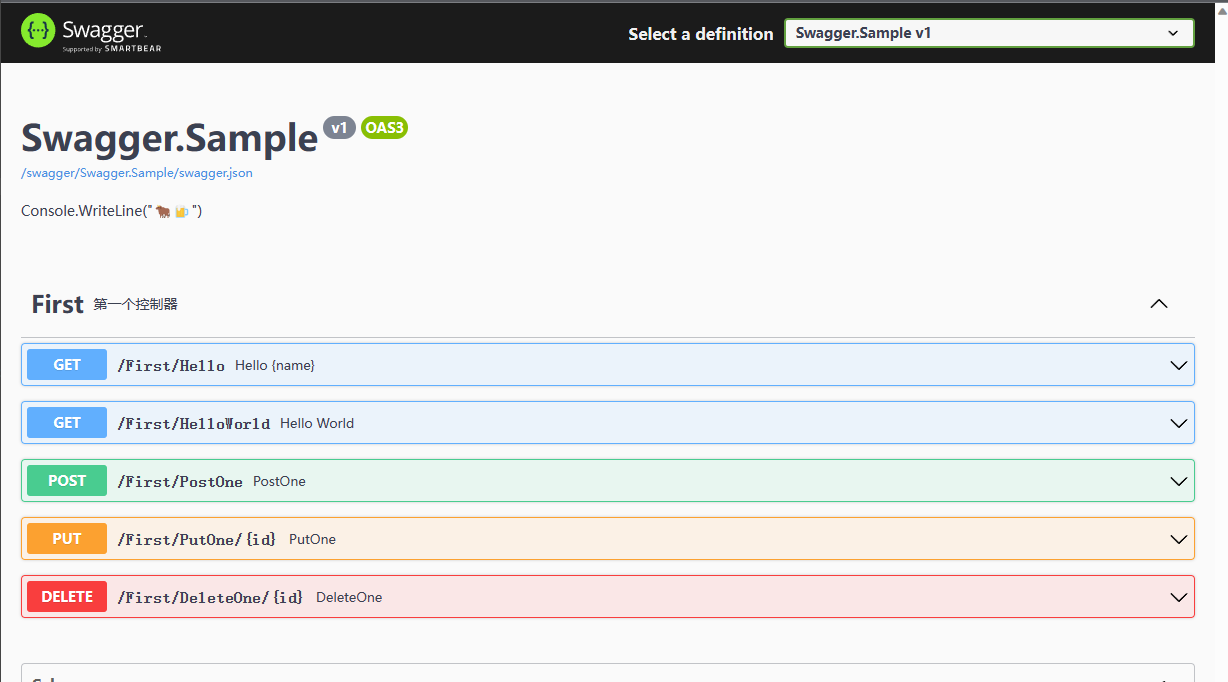 Swagger
Supported by SMARTBEAR
Select a definition
Swagger.Sample v1
Swagger.Sample v1 OAS3
/swagger/Swagger.Sample/swagger.json
Console.WriteLine("🐂🍺")
First 第一个控制器
GET /First/Hello Hello {name}
GET /First/HelloWorld Hello World
POST /First/PostOne PostOne
PUT /First/PutOne/{id} PutOne
DELETE /First/DeleteOne/{id} DeleteOne